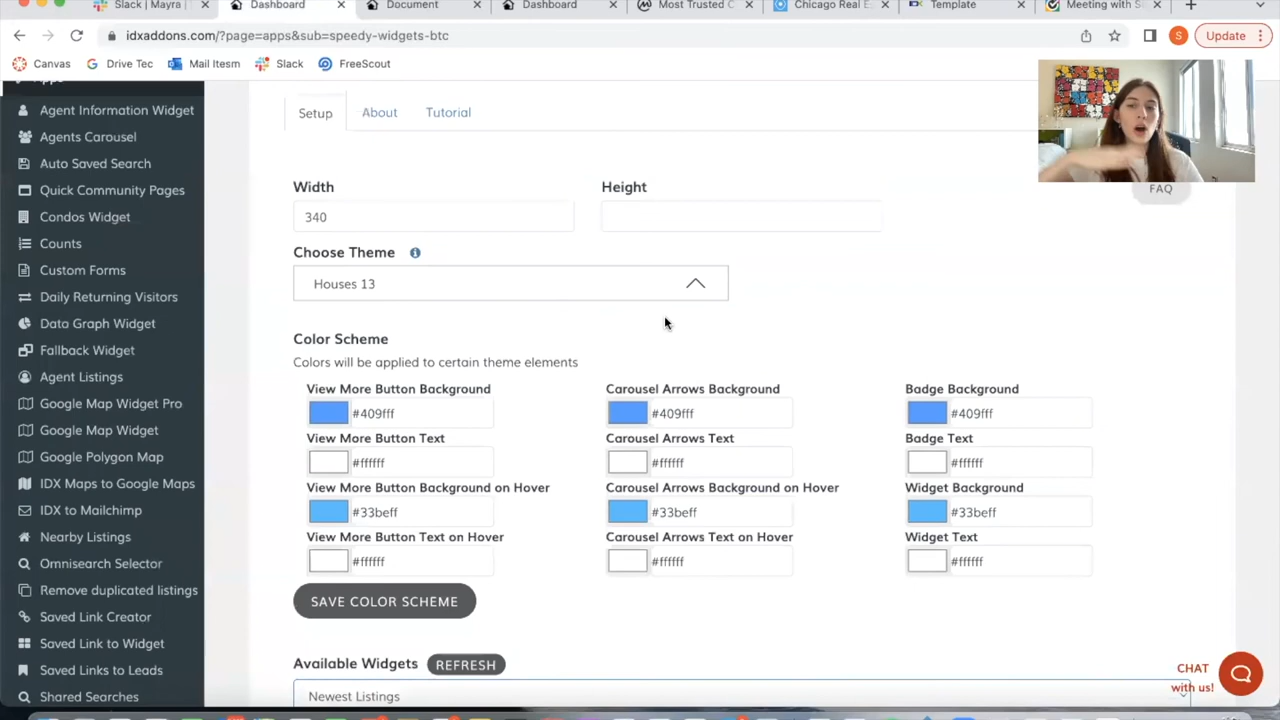 Slack | Mayra
Dashboard
Document
Dashboard
Most Trusted C
Chicago Real E
Template
Meeting with S
idxaddons.com/?page=apps&sub=speedy-widgets-btc
S
Update
Canvas
Drive Tec
Mail Itesm
Slack
FreeScout
Apps
Agent Information Widget
Agents Carousel
Auto Saved Search
Quick Community Pages
Condos Widget
Counts
Custom Forms
Daily Returning Visitors
Data Graph Widget
Fallback Widget
Agent Listings
Google Map Widget Pro
Google Map Widget
Google Polygon Map
IDX Maps to Google Maps
IDX to Mailchimp
Nearby Listings
Omnisearch Selector
Remove duplicated listings
Saved Link Creator
Saved Link to Widget
Saved Links to Leads
Shared Searches
Setup
About
Tutorial
FAQ
Width
Height
340
Choose Theme
Houses 13
Color Scheme
Colors will be applied to certain theme elements
View More Button Background
Carousel Arrows Background
Badge Background
#409fff
#409fff
#409fff
View More Button Text
Carousel Arrows Text
Badge Text
#ffffff
#ffffff
#ffffff
View More Button Background on Hover
Carousel Arrows Background on Hover
Widget Background
#33beff
#33beff
#33beff
View More Button Text on Hover
Carousel Arrows Text on Hover
Widget Text
#ffffff
#ffffff
#ffffff
SAVE COLOR SCHEME
Available Widgets
REFRESH
Newest Listings
CHAT
with us!